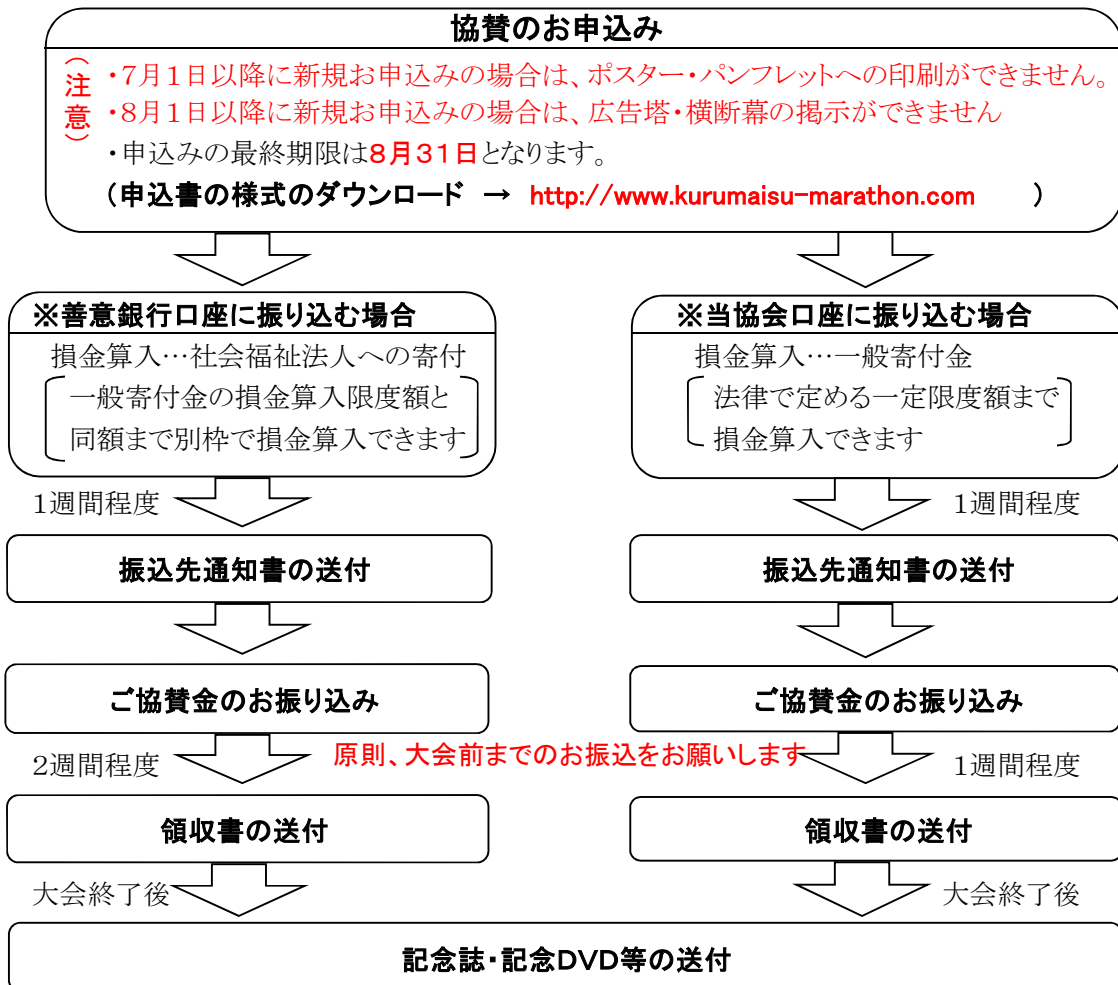 協賛のお申込み
（注意）
・7月1日以降に新規お申込みの場合は、ポスター・パンフレットへの印刷ができません。
・8月1日以降に新規お申込みの場合は、広告塔・横断幕の掲示ができません
・申込みの最終期限は8月31日となります。
（申込書の様式のダウンロード → http://www.kurumaisu-marathon.com ）
※善意銀行口座に振り込む場合
損金算入…社会福祉法人への寄付
一般寄付金の損金算入限度額と
同額まで別枠で損金算入できます
1週間程度
振込先通知書の送付
ご協賛金のお振り込み
2週間程度
領収書の送付
大会終了後
※当協会口座に振り込む場合
損金算入…一般寄付金
法律で定める一定限度額まで
損金算入できます
1週間程度
振込先通知書の送付
ご協賛金のお振り込み
原則、大会前までのお振込をお願いします
1週間程度
領収書の送付
大会終了後
記念誌・記念DVD等の送付